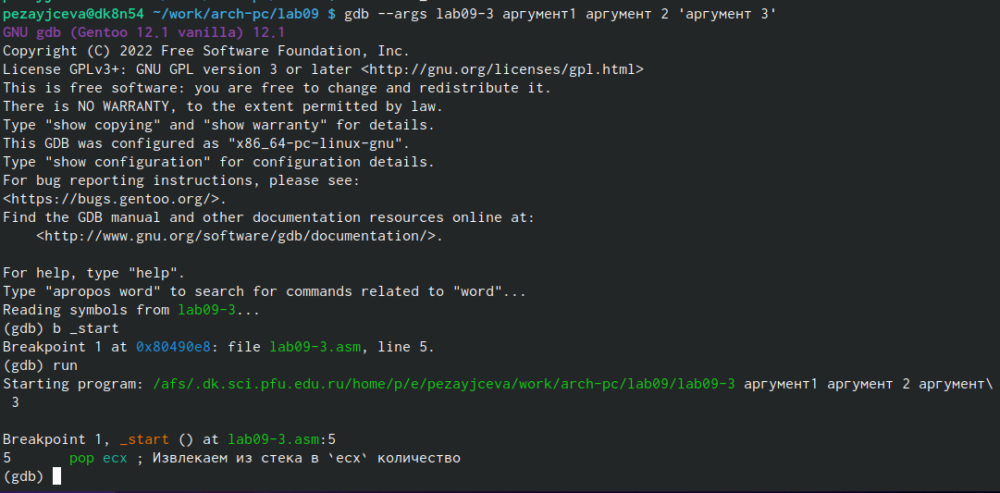 pezayjceva@dk8n54 ~/work/arch-pc/lab09 $ gdb --args lab09-3 аргумент1 аргумент 2 'аргумент 3'
GNU gdb (Gentoo 12.1 vanilla) 12.1
Copyright (C) 2022 Free Software Foundation, Inc.
License GPLv3+: GNU GPL version 3 or later <http://gnu.org/licenses/gpl.html>
This is free software: you are free to change and redistribute it.
There is NO WARRANTY, to the extent permitted by law.
Type "show copying" and "show warranty" for details.
This GDB was configured as "x86_64-pc-linux-gnu".
Type "show configuration" for configuration details.
For bug reporting instructions, please see:
<https://bugs.gentoo.org/>.
Find the GDB manual and other documentation resources online at:
    <http://www.gnu.org/software/gdb/documentation/>.

For help, type "help".
Type "apropos word" to search for commands related to "word"...
Reading symbols from lab09-3...
(gdb) b _start
Breakpoint 1 at 0x80490e8: file lab09-3.asm, line 5.
(gdb) run
Starting program: /afs/.dk.sci.pfu.edu.ru/home/p/e/pezayjceva/work/arch-pc/lab09/lab09-3 аргумент1 аргумент 2 аргумент\
 3

Breakpoint 1, _start () at lab09-3.asm:5
5       pop ecx ; Извлекаем из стека в `ecx` количество
(gdb)